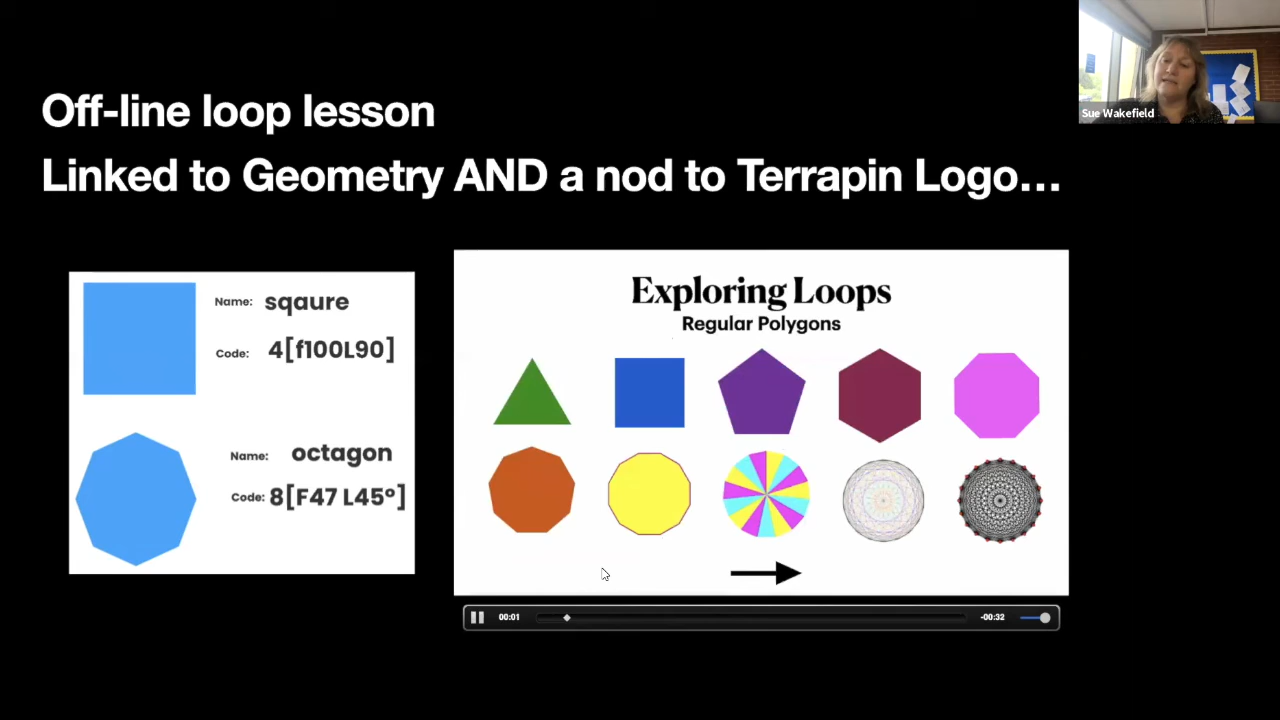 Off-line loop lesson
Linked to Geometry AND a nod to Terrapin Logo...
Sue Wakefield
Name: sqaure
Code: 4[f100L90]
Name: octagon
Code: 8[F47 L45°]
Exploring Loops
Regular Polygons
00:01
-00:32